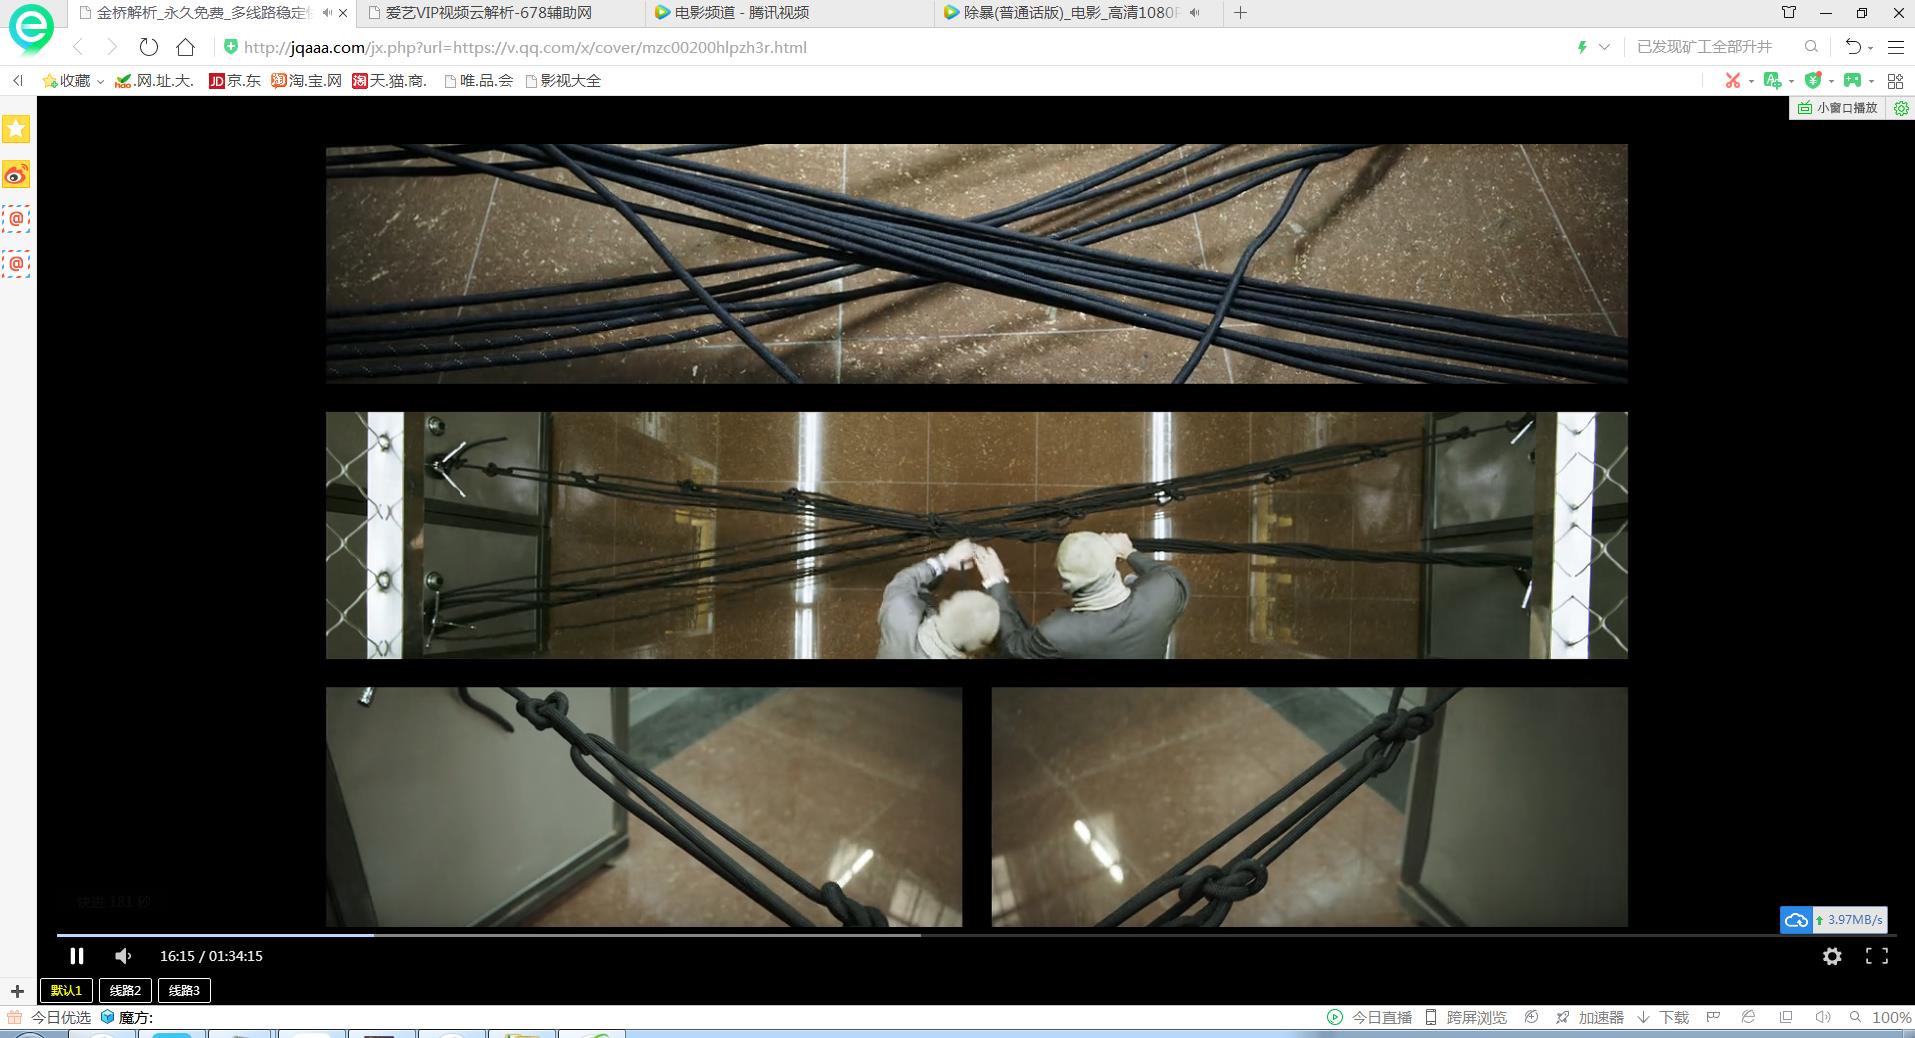 金桥解析_永久免费_多线路稳定
爱艺VIP视频云解析-678辅助网
电影频道 - 腾讯视频
除暴(普通话版)_电影_高清1080P
http://jqaaa.com/jx.php?url=https://v.qq.com/x/cover/mzc00200hlpzh3r.html
已发现矿工全部升井
收藏
hao .网.址.大.
JD 京.东
淘 淘.宝.网
淘 天.猫.商.
唯.品.会
影视大全
小窗口播放
@
@
快进 181 秒
3.97MB/s
16:15 / 01:34:15
默认1
线路2
线路3
今日优选
魔方:
今日直播
跨屏浏览
加速器
下载
100%